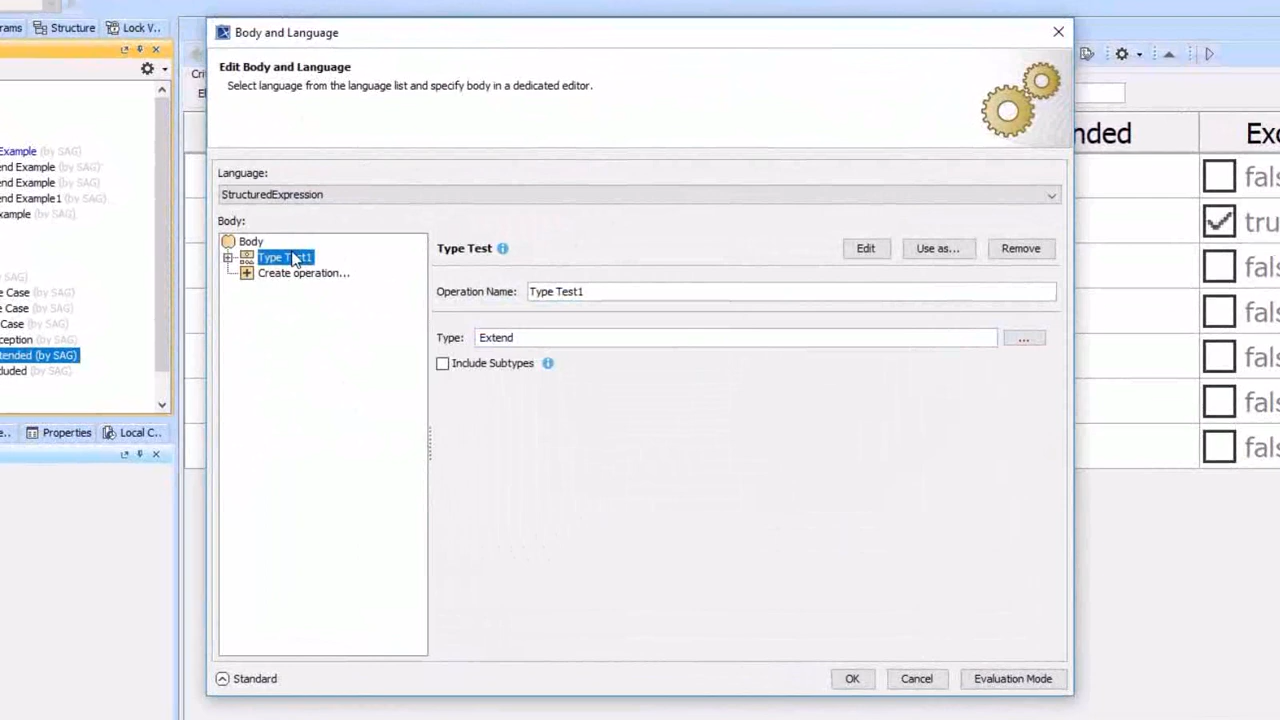 rams
Structure
Lock V...
Body and Language
Edit Body and Language
Select language from the language list and specify body in a dedicated editor.
Language:
StructuredExpression
Body:
Body
Type Test1
Create operation...
Type Test
Edit
Use as...
Remove
Operation Name:
Type Test1
Type:
Extend
...
Include Subtypes
Standard
OK
Cancel
Evaluation Mode
Example (by SAG)
end Example (by SAG)
end Example (by SAG)
end Example1 (by SAG)
xample (by SAG)
y SAG)
e Case (by SAG)
e Case (by SAG)
Case (by SAG)
ception (by SAG)
tended (by SAG)
cluded (by SAG)
e..
Properties
Local C...
Crit
El
nded
Exc
fals
tru
fals
fals
fals
fals
fals